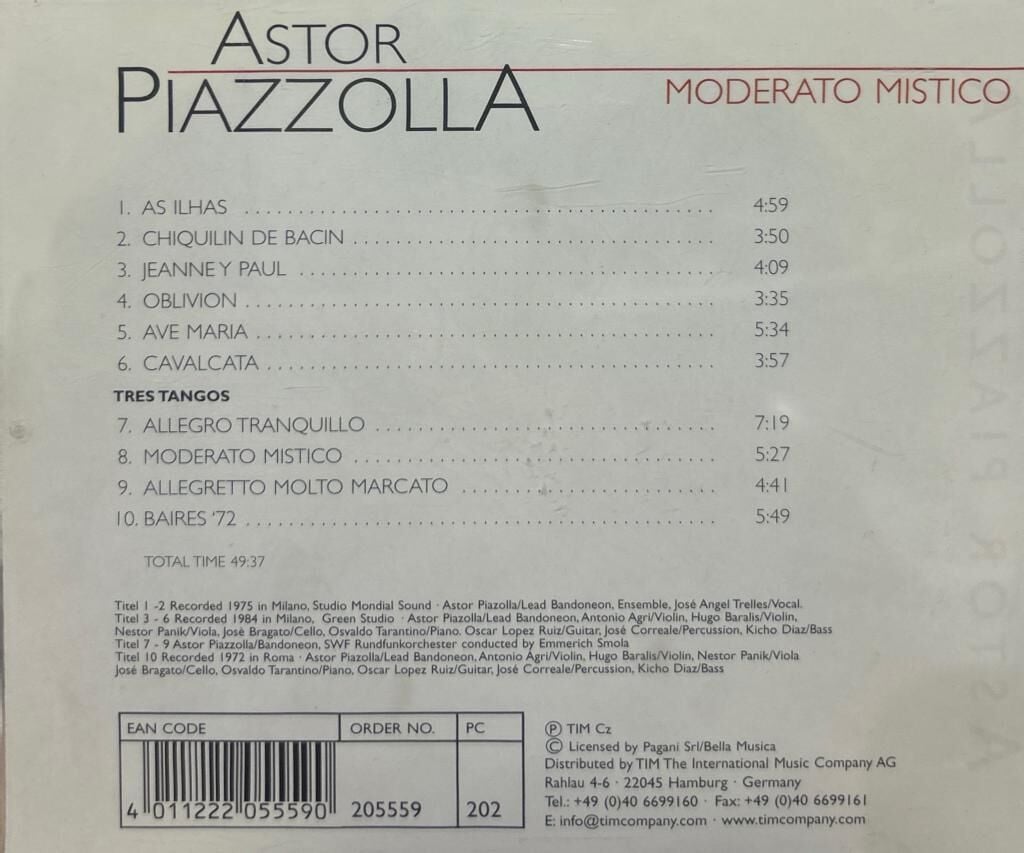 ASTOR
PIAZZOLLA
MODERATO MISTICO
1. AS ILHAS 4:59
2. CHIQUILIN DE BACIN 3:50
3. JEANNE Y PAUL 4:09
4. OBLIVION 3:35
5. AVE MARIA 5:34
6. CAVALCATA 3:57
TRES TANGOS
7. ALLEGRO TRANQUILLO 7:19
8. MODERATO MISTICO 5:27
9. ALLEGRETTO MOLTO MARCATO 4:41
10. BAIRES '72 5:49
TOTAL TIME 49:37
Titel 1 -2 Recorded 1975 in Milano, Studio Mondial Sound · Astor Piazolla/Lead Bandoneon, Ensemble, José Angel Trelles/Vocal.
Titel 3 - 6 Recorded 1984 in Milano, Green Studio · Astor Piazolla/Lead Bandoneon, Antonio Agri/Violin, Hugo Baralis/Violin,
Nestor Panik/Viola, José Bragato/Cello, Osvaldo Tarantino/Piano. Oscar Lopez Ruiz/Guitar, José Correale/Percussion, Kicho Diaz/Bass
Titel 7 - 9 Astor Piazzolla/Bandoneon, SWF Rundfunkorchester conducted by Emmerich Smola
Titel 10 Recorded 1972 in Roma · Astor Piazolla/Lead Bandoneon, Antonio Agri/Violin, Hugo Baralis/Violin, Nestor Panik/Viola
José Bragato/Cello, Osvaldo Tarantino/Piano, Oscar Lopez Ruiz/Guitar, José Correale/Percussion, Kicho Diaz/Bass
EAN CODE ORDER NO. PC
4 011222 055590 205559 202
Ⓟ TIM Cz
© Licensed by Pagani Srl/Bella Musica
Distributed by TIM The International Music Company AG
Rahlau 4-6 · 22045 Hamburg · Germany
Tel.: +49 (0)40 6699160 · Fax: +49 (0)40 6699161
E: info@timcompany.com · www.timcompany.com
ASTOR PIAZZOLLA